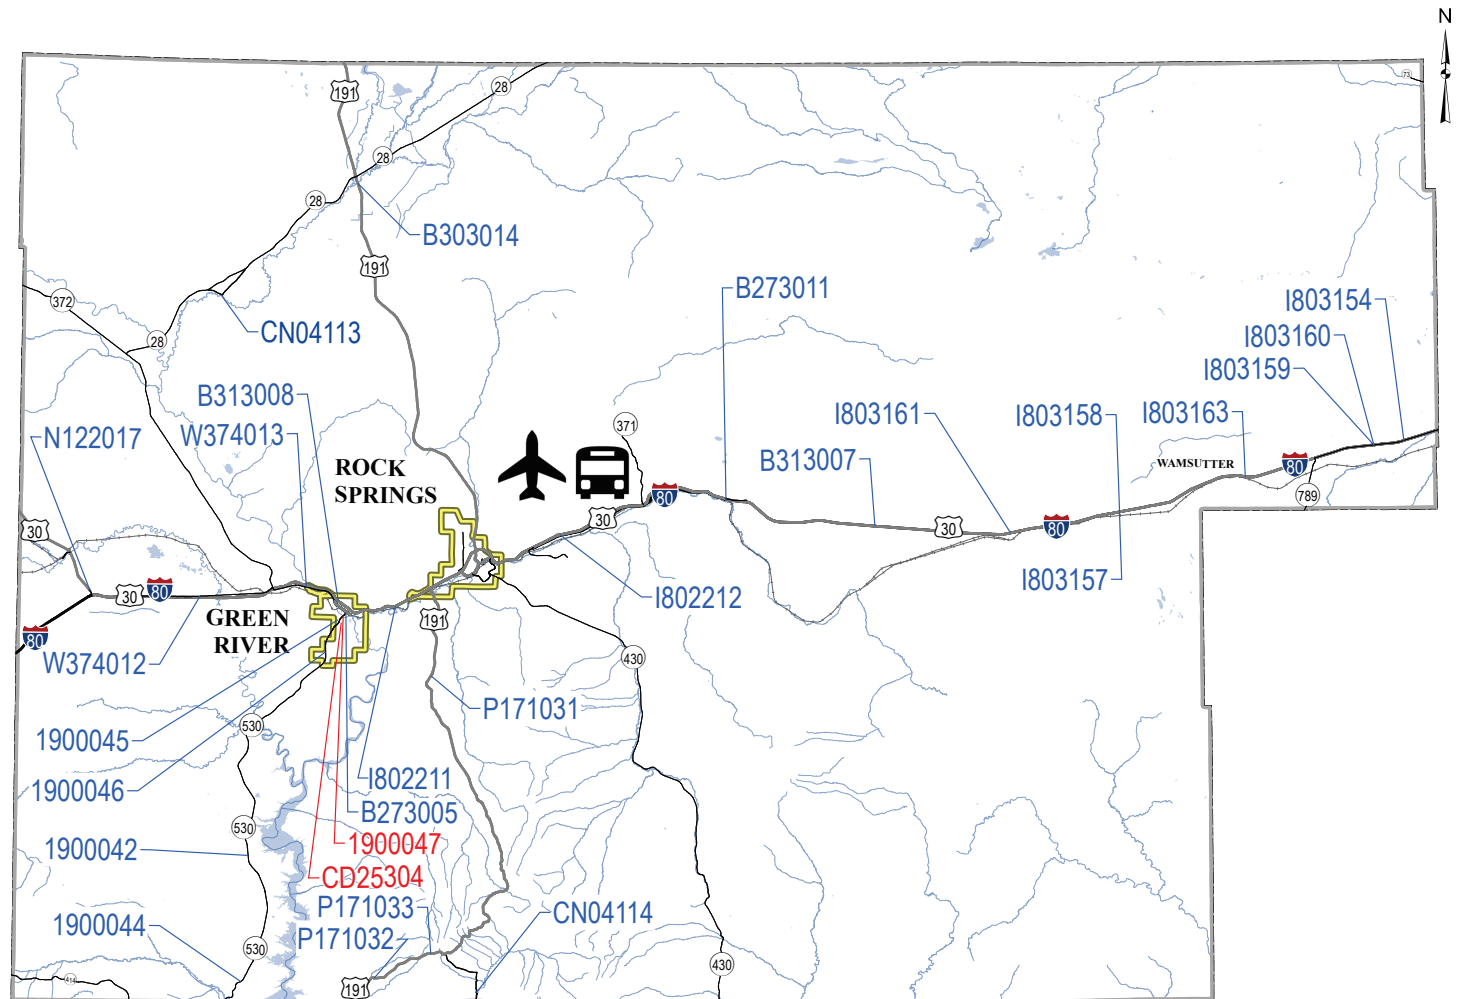 N
73
191
28
28
28
B303014
191
372
CN04113
28
B273011
I803154
I803160
I803159
B313008
W374013
N122017
371
I803161
I803158
I803163
B313007
ROCK
SPRINGS
WAMSUTTER
80
80
789
30
30
30
80
I803157
30
80
I802212
GREEN
RIVER
191
80
W374012
430
P171031
530
1900045
1900046
I802211
B273005
530
1900042
1900047
CD25304
P171033
CN04114
1900044
P171032
530
430
414
191